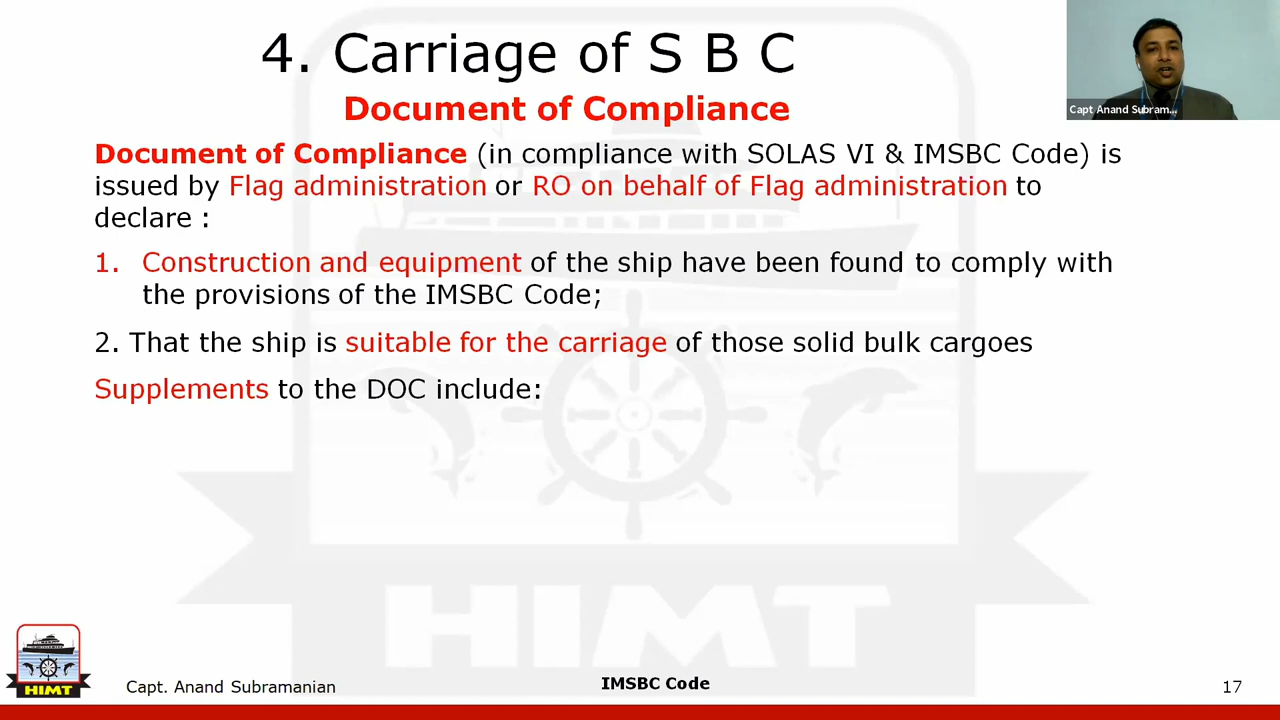 4. Carriage of S B C
Document of Compliance
Capt Anand Subram...
Document of Compliance (in compliance with SOLAS VI & IMSBC Code) is
issued by Flag administration or RO on behalf of Flag administration to
declare :
1. Construction and equipment of the ship have been found to comply with
the provisions of the IMSBC Code;
2. That the ship is suitable for the carriage of those solid bulk cargoes
Supplements to the DOC include:
HIMT
HIMT
Capt. Anand Subramanian
IMSBC Code
17